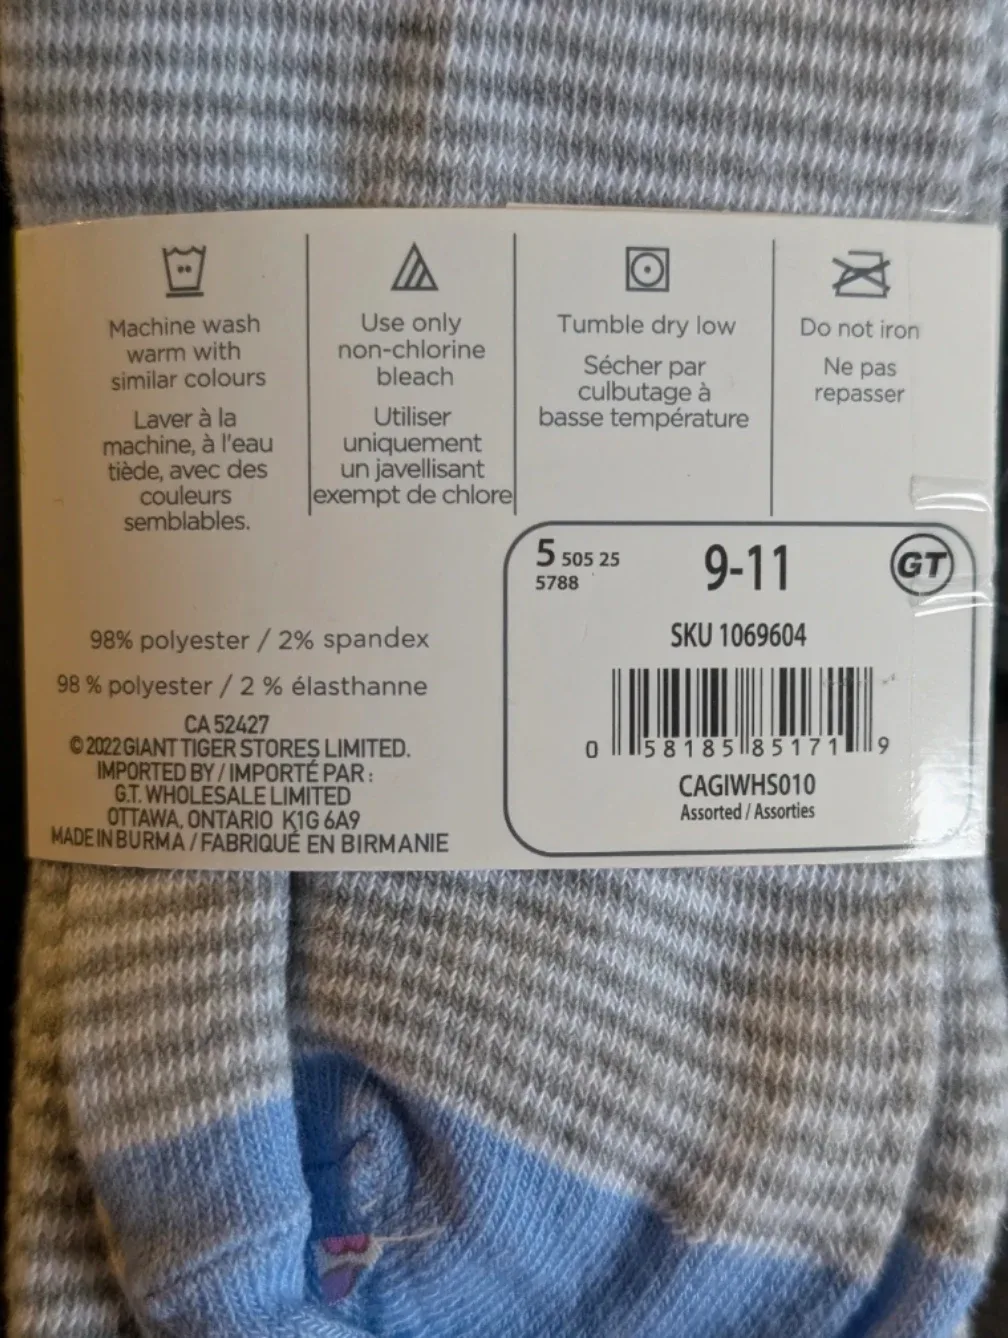 Machine wash
warm with
similar colours
Laver à la
machine, à l'eau
tiède, avec des
couleurs
semblables.
Use only
non-chlorine
bleach
Utiliser
uniquement
un javellisant
exempt de chlore
Tumble dry low
Sécher par
culbutage à
basse température
Do not iron
Ne pas
repasser
98% polyester / 2% spandex
98 % polyester / 2 % élasthanne
CA 52427
© 2022 GIANT TIGER STORES LIMITED.
IMPORTED BY / IMPORTÉ PAR :
G.T. WHOLESALE LIMITED
OTTAWA, ONTARIO K1G 6A9
MADE IN BURMA / FABRIQUÉ EN BIRMANIE
5 505 25
5788
9-11
GT
SKU 1069604
0 58185 85171 9
CAGIWHS010
Assorted / Assorties